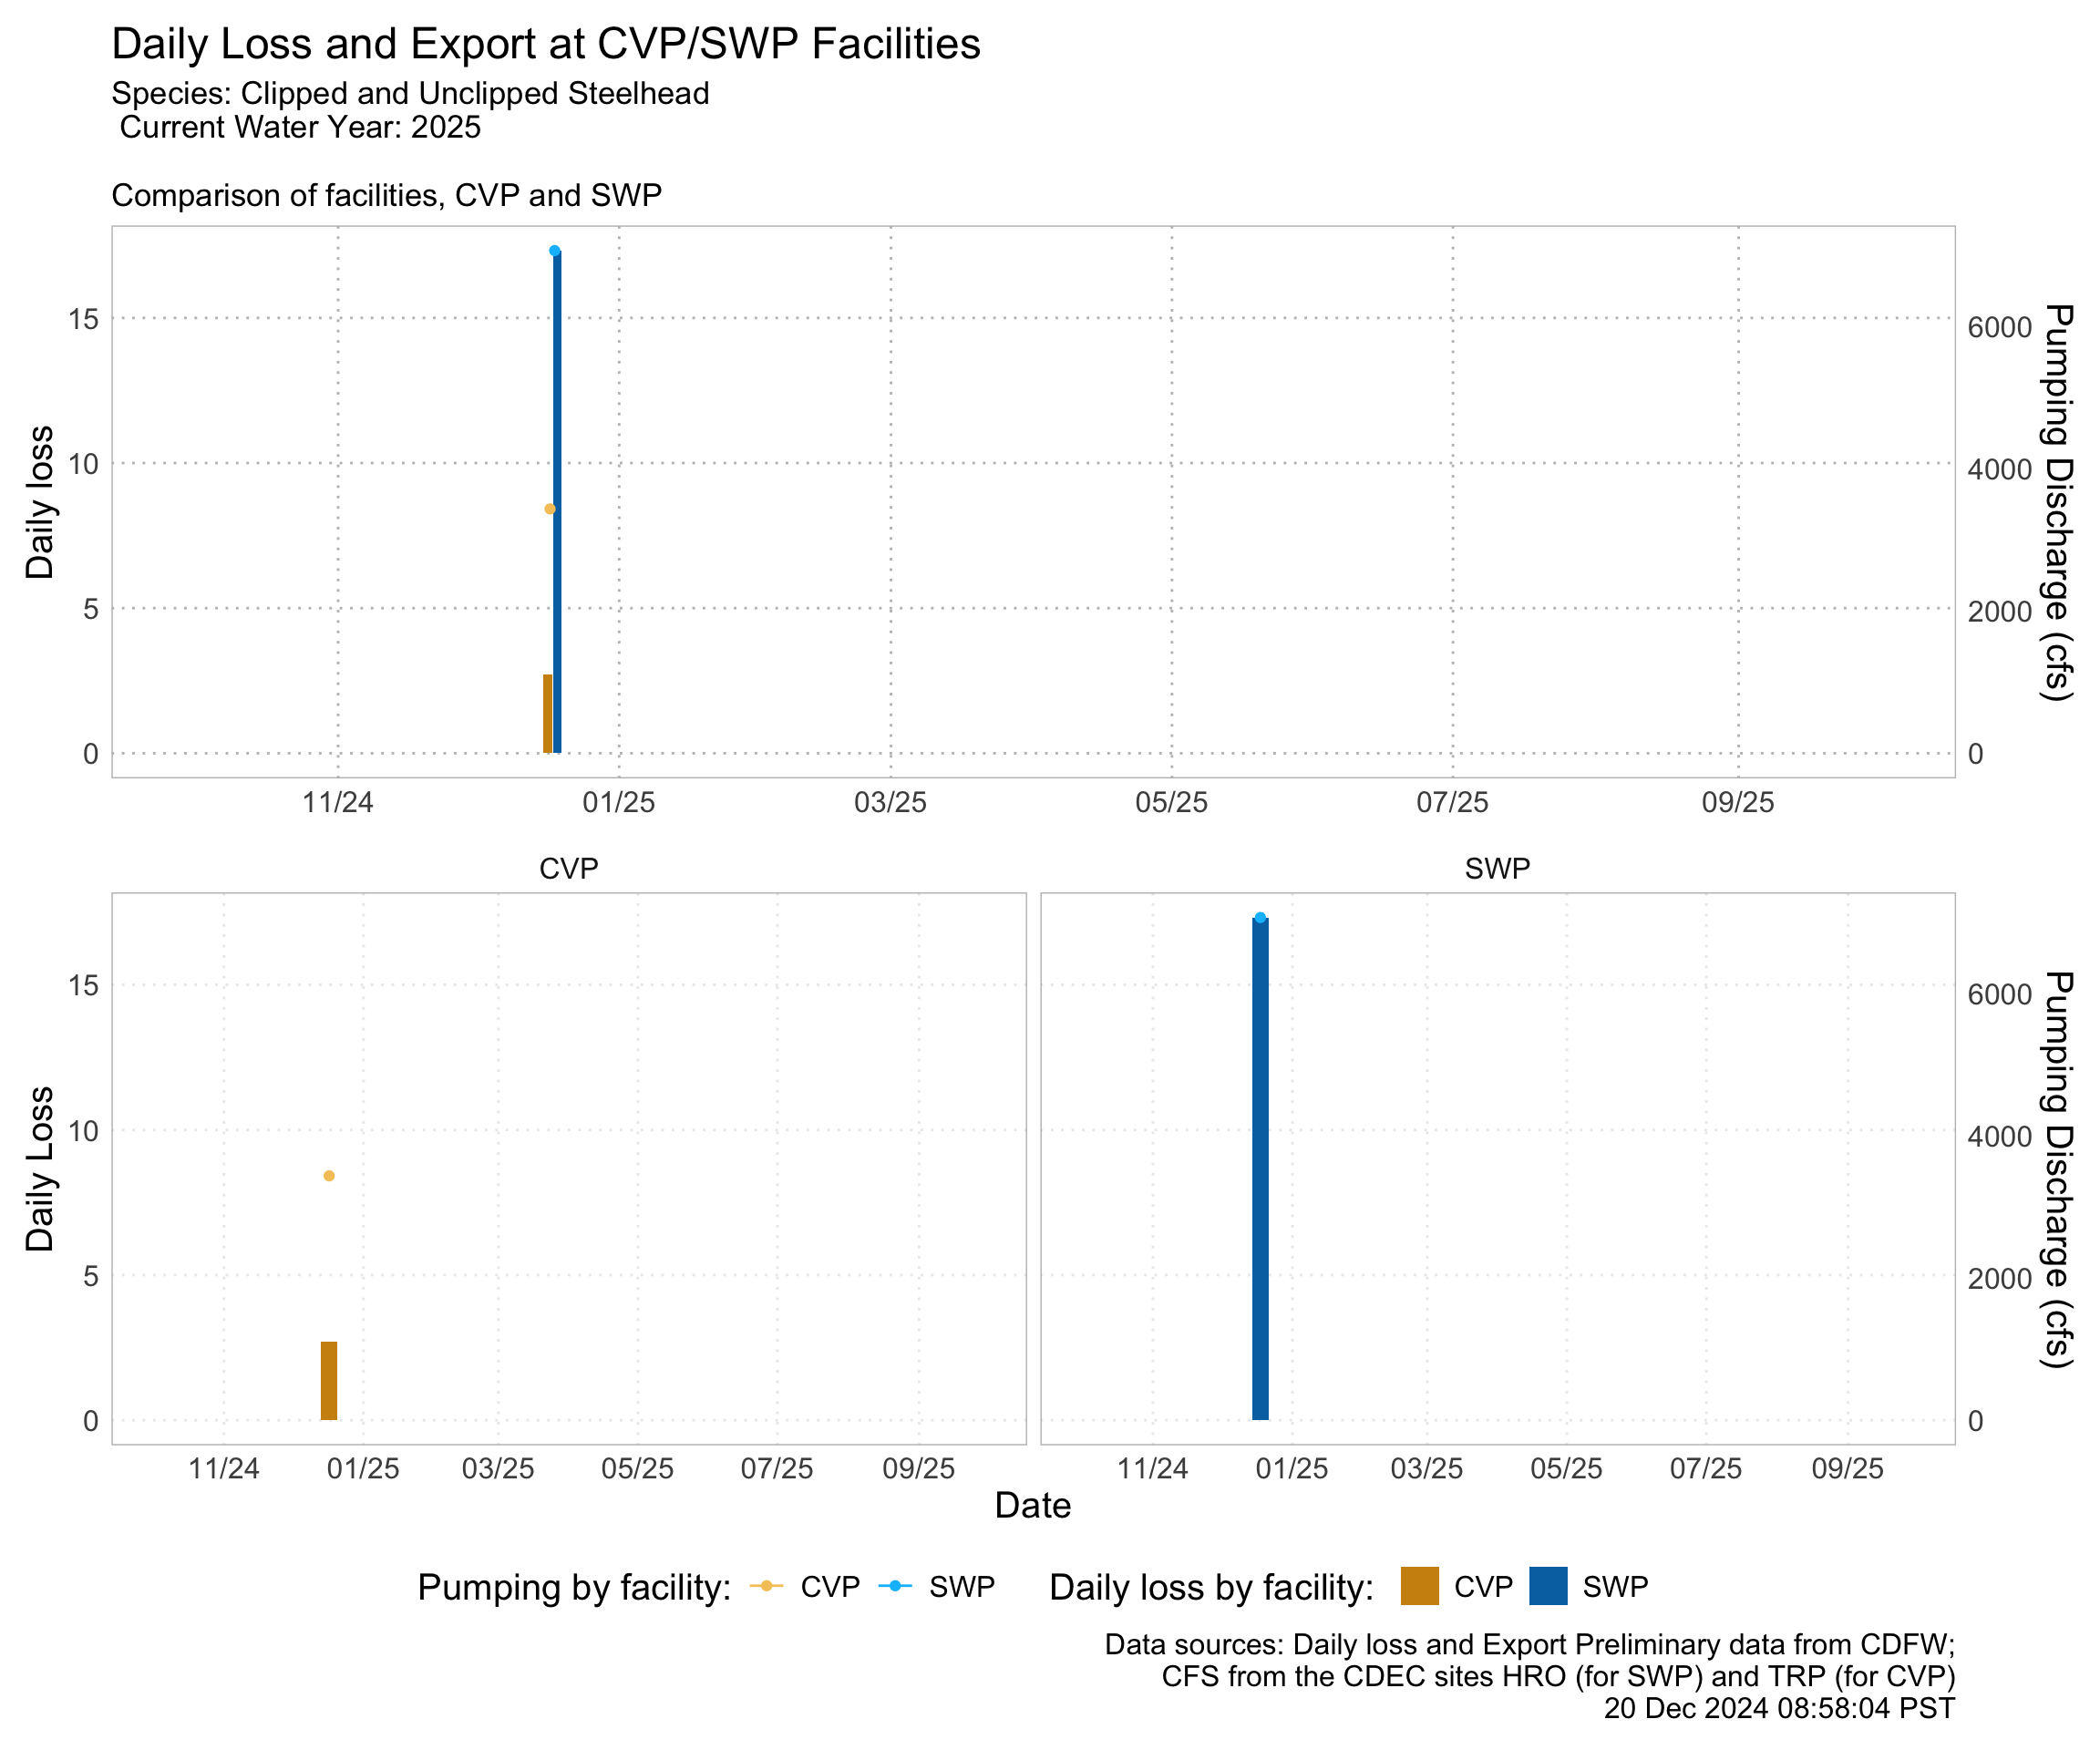 Daily Loss and Export at CVP/SWP Facilities
Species: Clipped and Unclipped Steelhead
Current Water Year: 2025
Comparison of facilities, CVP and SWP
Daily loss
15
10
5
0
6000
4000
2000
0
Pumping Discharge (cfs)
11/24 01/25 03/25 05/25 07/25 09/25
CVP
SWP
Daily Loss
15
10
5
0
6000
4000
2000
0
Pumping Discharge (cfs)
11/24 01/25 03/25 05/25 07/25 09/25
11/24 01/25 03/25 05/25 07/25 09/25
Date
Pumping by facility: CVP SWP Daily loss by facility: CVP SWP
Data sources: Daily loss and Export Preliminary data from CDFW;
CFS from the CDEC sites HRO (for SWP) and TRP (for CVP)
20 Dec 2024 08:58:04 PST